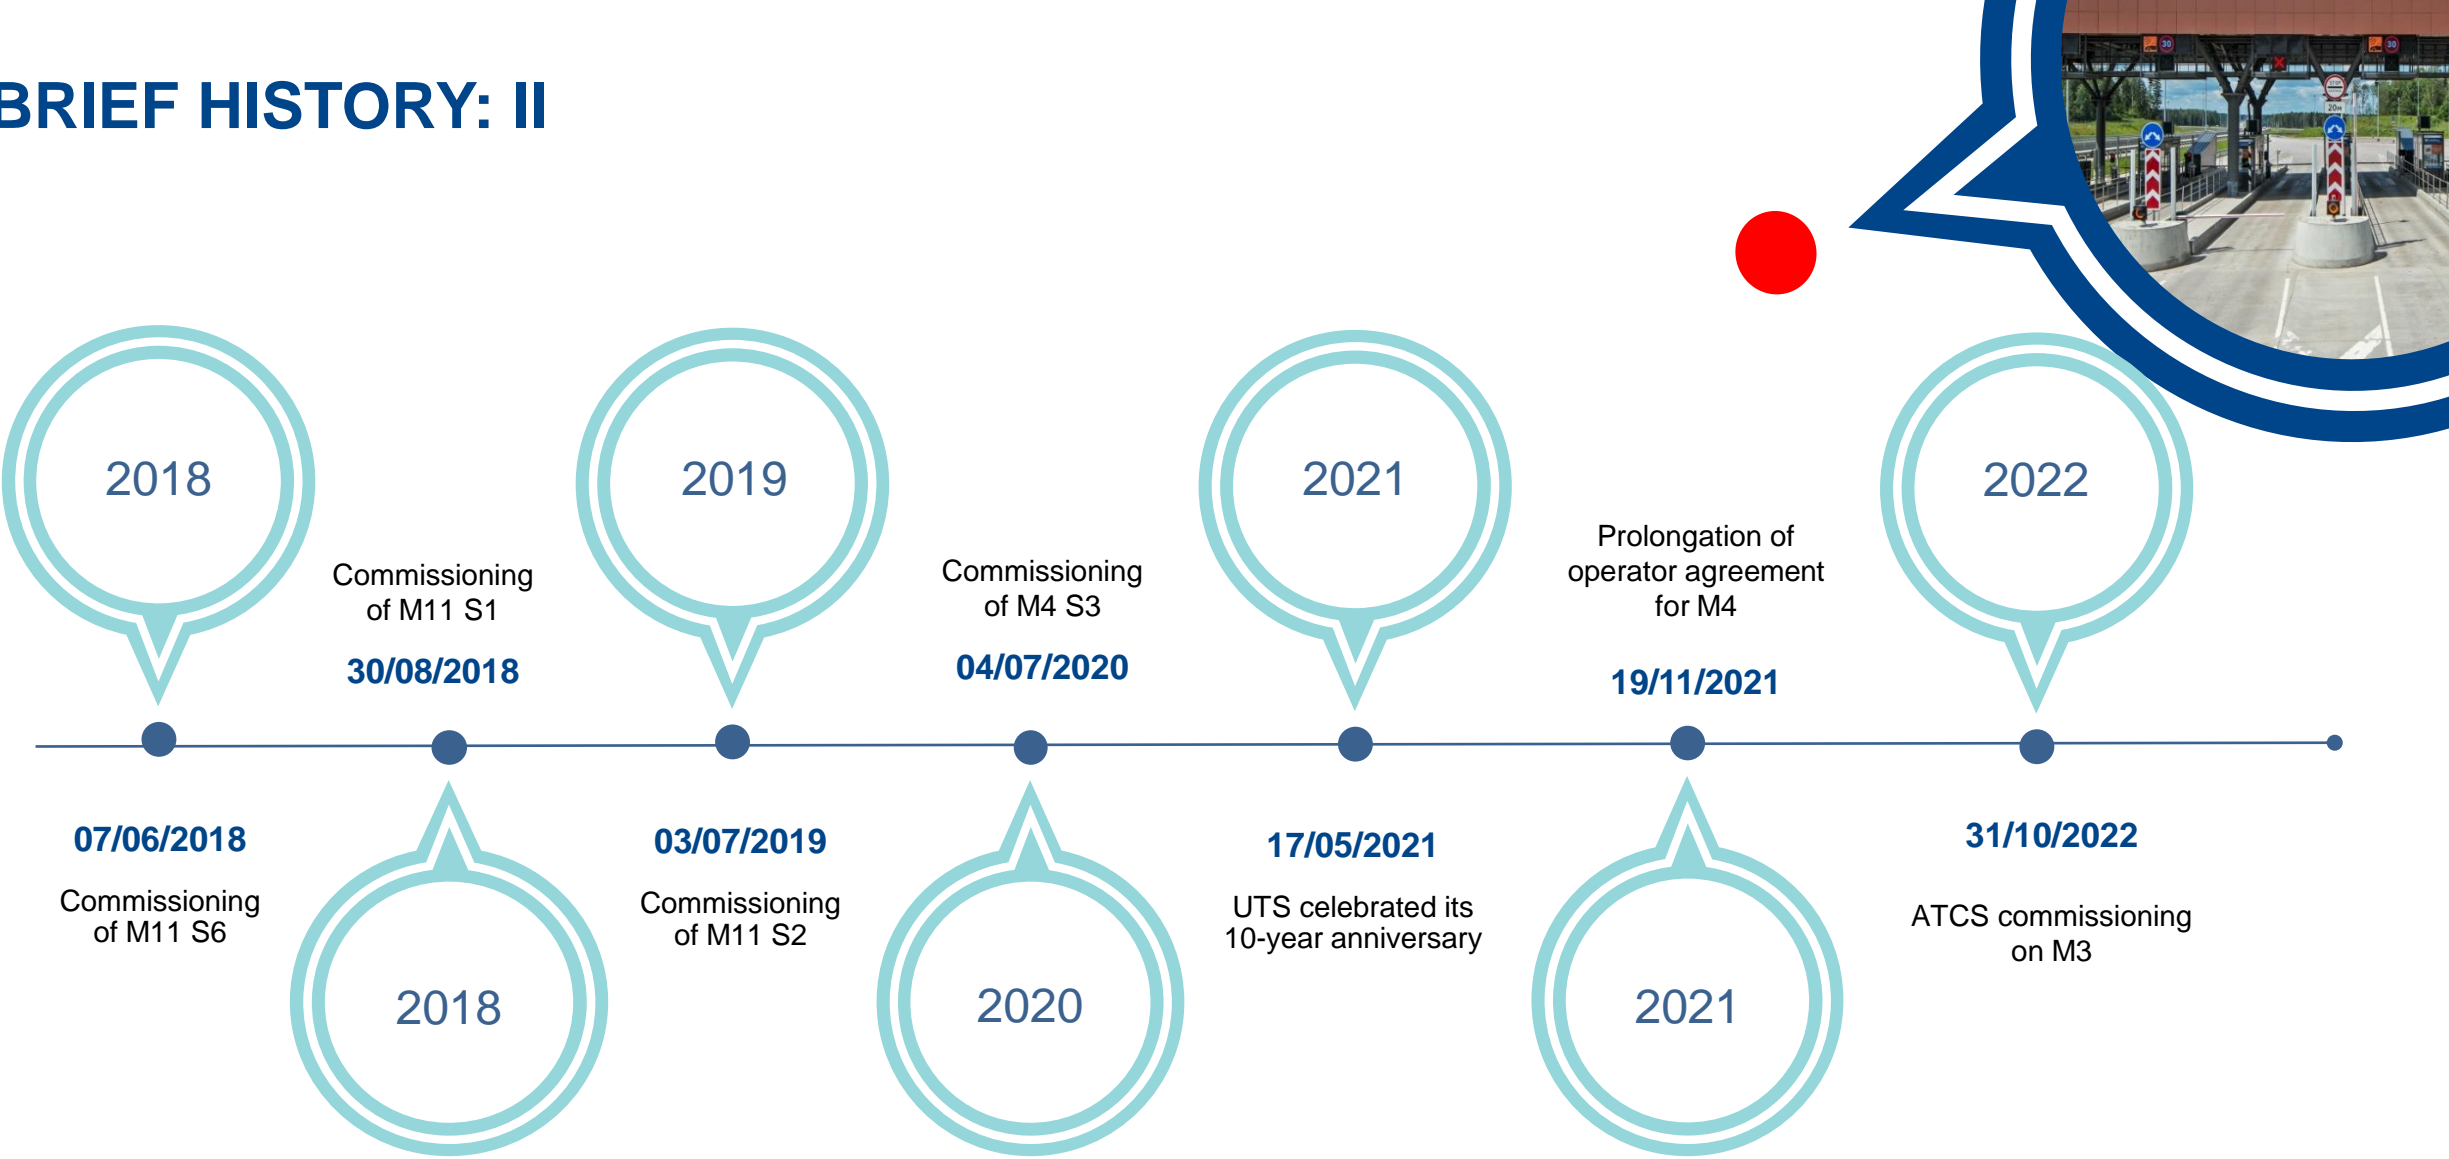 BRIEF HISTORY: II
2018
07/06/2018
Commissioning
of M11 S6
Commissioning
of M11 S1
30/08/2018
2018
2019
03/07/2019
Commissioning
of M11 S2
Commissioning
of M4 S3
04/07/2020
2020
2021
17/05/2021
UTS celebrated its
10-year anniversary
Prolongation of
operator agreement
for M4
19/11/2021
2021
2022
31/10/2022
ATCS commissioning
on M3
30
30
20м